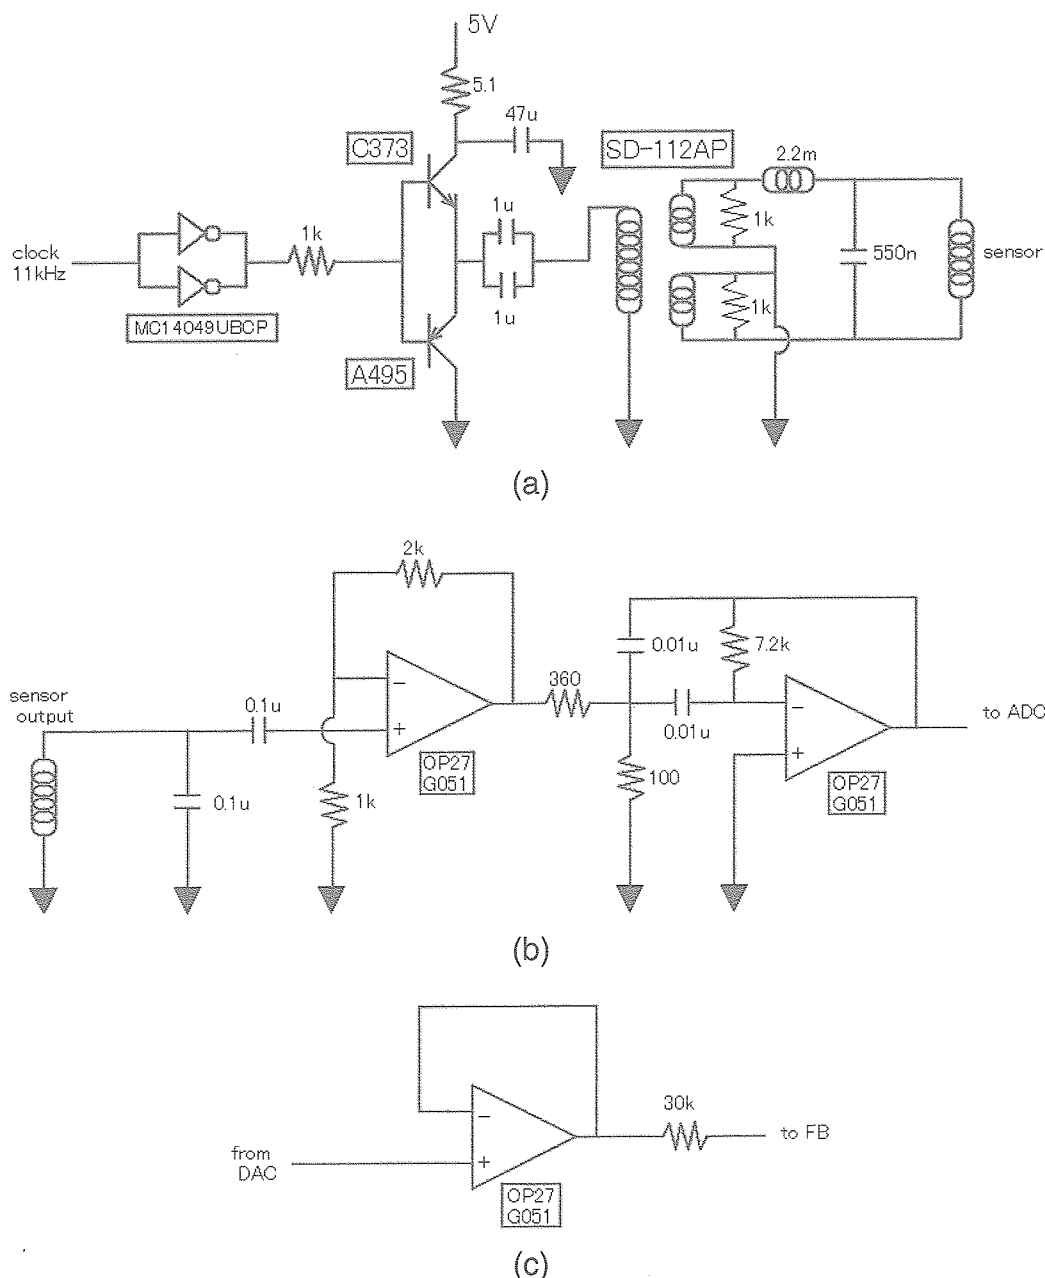 5V
5.1
47u
C373
SD-112AP
2.2m
1u
1k
1k
clock
11kHz
550n
sensor
1k
1u
MC14049UBCP
A495
(a)
2k
0.01u
7.2k
360
sensor
output
0.1u
−
+
0.01u
−
+
to ADC
OP27
G051
0.1u
1k
100
OP27
G051
(b)
−
+
30k
to FB
from
DAC
OP27
G051
(c)